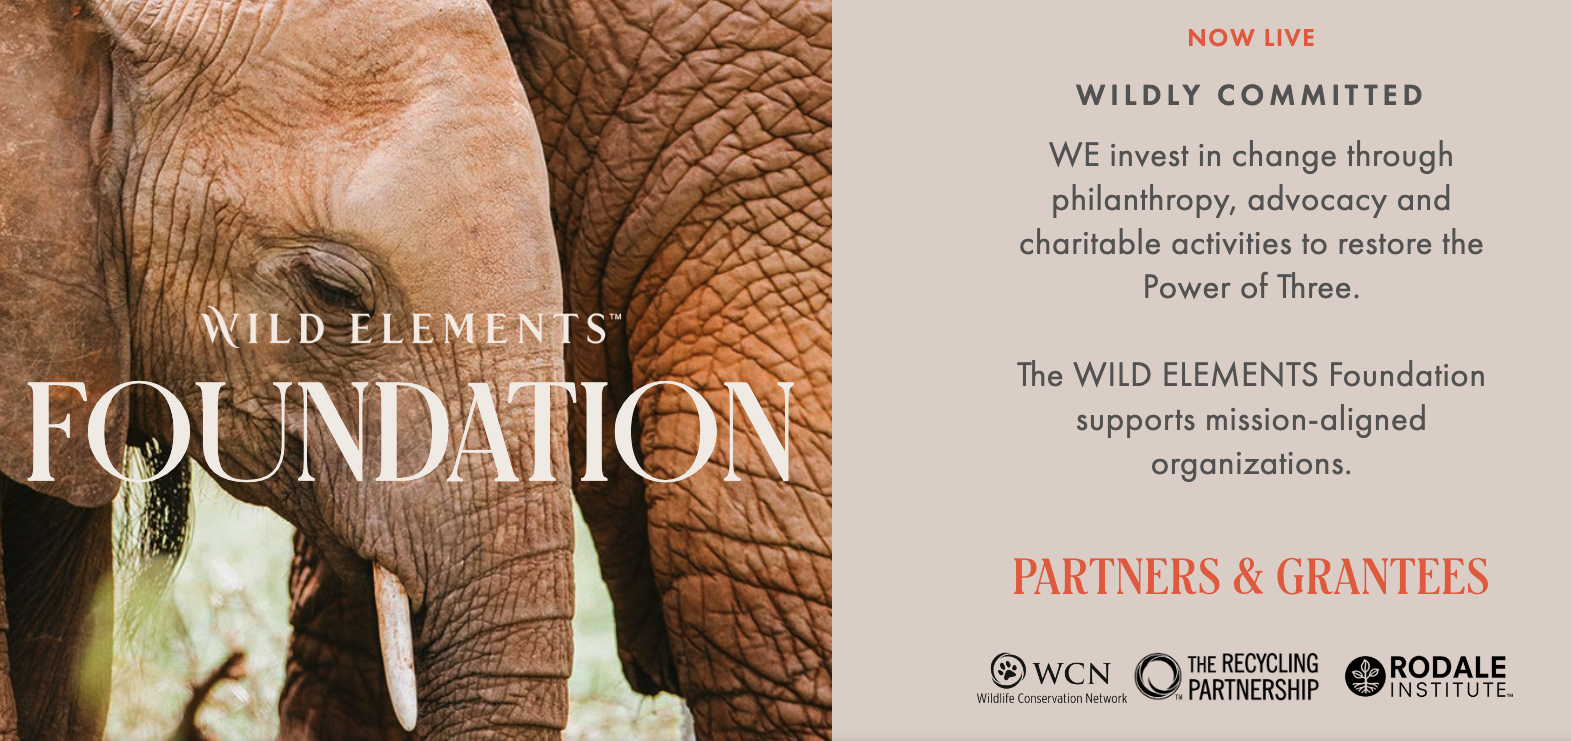 WILD ELEMENTS™
FOUNDATION
NOW LIVE
WILDLY COMMITTED
WE invest in change through
philanthropy, advocacy and
charitable activities to restore the
Power of Three.
The WILD ELEMENTS Foundation
supports mission-aligned
organizations.
PARTNERS & GRANTEES
WCN
Wildlife Conservation Network
THE RECYCLING
PARTNERSHIP™
RODALE
INSTITUTE™